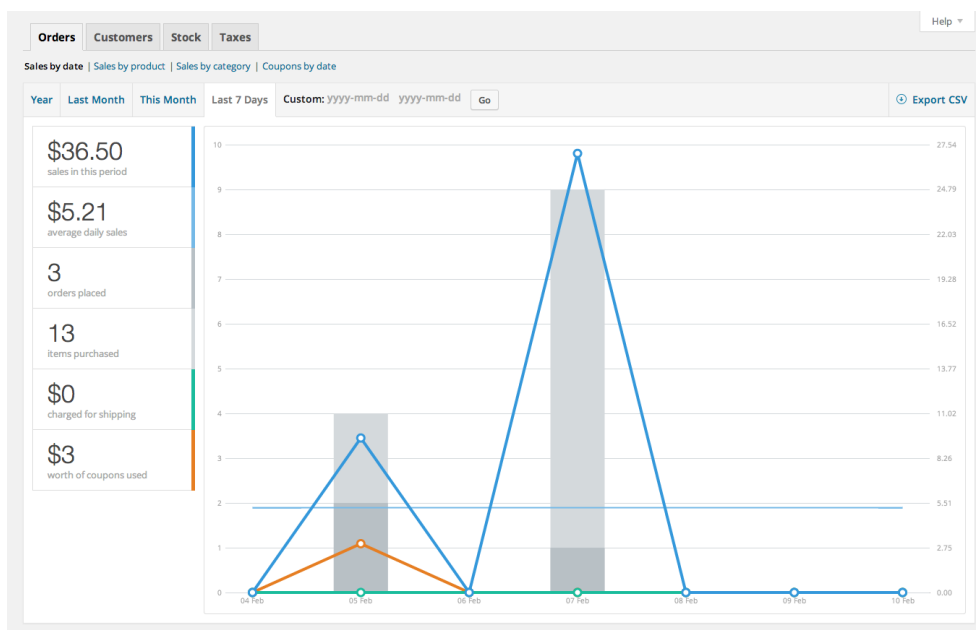 Help ▼
Orders Customers Stock Taxes
Sales by date | Sales by product | Sales by category | Coupons by date
Year Last Month This Month Last 7 Days Custom: yyyy-mm-dd yyyy-mm-dd Go Export CSV
$36.50
sales in this period
$5.21
average daily sales
3
orders placed
13
items purchased
$0
charged for shipping
$3
worth of coupons used
10 27.54
9 24.79
8 22.03
7 19.28
6 16.52
5 13.77
4 11.02
3 8.26
2 5.51
1 2.75
0 0.00
04 Feb 05 Feb 06 Feb 07 Feb 08 Feb 09 Feb 10 Feb